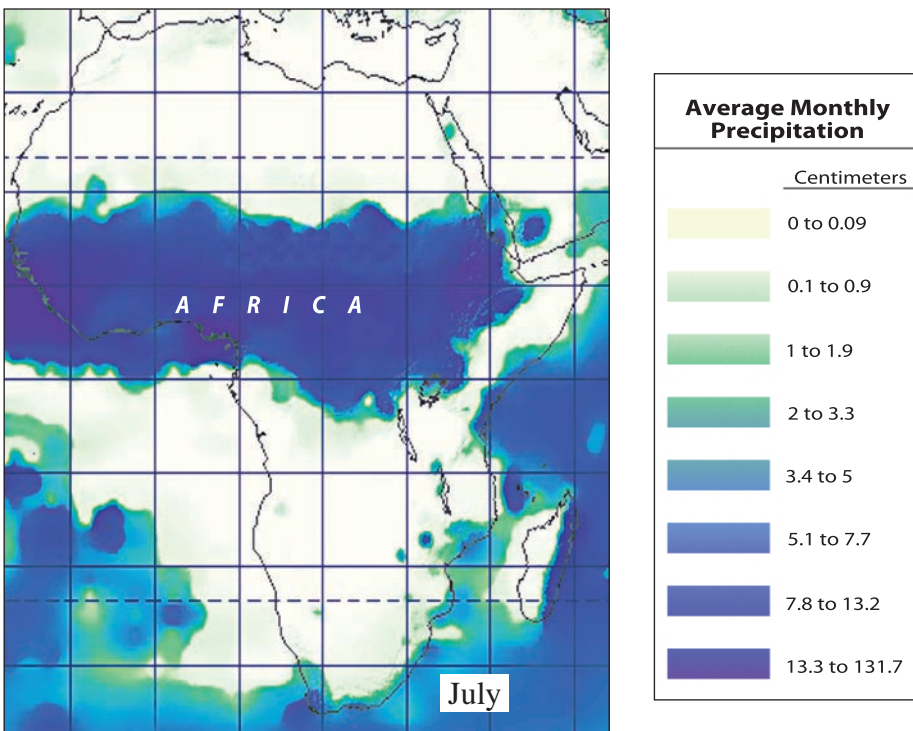 A F R I C A
July
Average Monthly
Precipitation
Centimeters
0 to 0.09
0.1 to 0.9
1 to 1.9
2 to 3.3
3.4 to 5
5.1 to 7.7
7.8 to 13.2
13.3 to 131.7